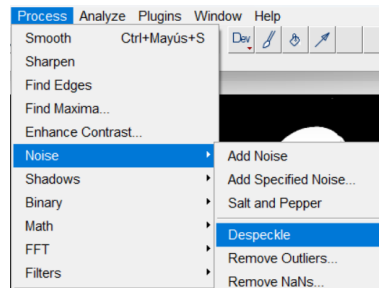 Process Analyze Plugins Window Help
Smooth Ctrl+Mayús+S
Dev
Sharpen
Find Edges
Find Maxima...
Enhance Contrast...
Noise
Add Noise
Shadows
Add Specified Noise...
Binary
Salt and Pepper
Math
Despeckle
FFT
Remove Outliers...
Filters
Remove NaNs...